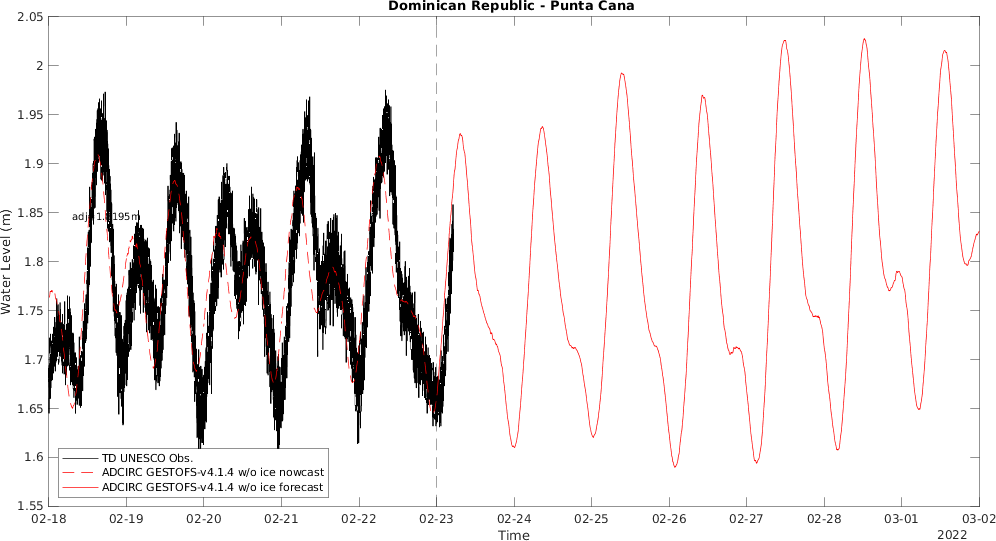 Dominican Republic - Punta Cana
2.05
2
1.95
1.9
1.85
1.8
1.75
1.7
1.65
1.6
1.55
Water Level (m)
adj
195m
TD UNESCO Obs.
ADCIRC GESTOFS-v4.1.4 w/o ice nowcast
ADCIRC GESTOFS-v4.1.4 w/o ice forecast
02-18 02-19 02-20 02-21 02-22 02-23 02-24 02-25 02-26 02-27 02-28 03-01 03-02
Time
2022